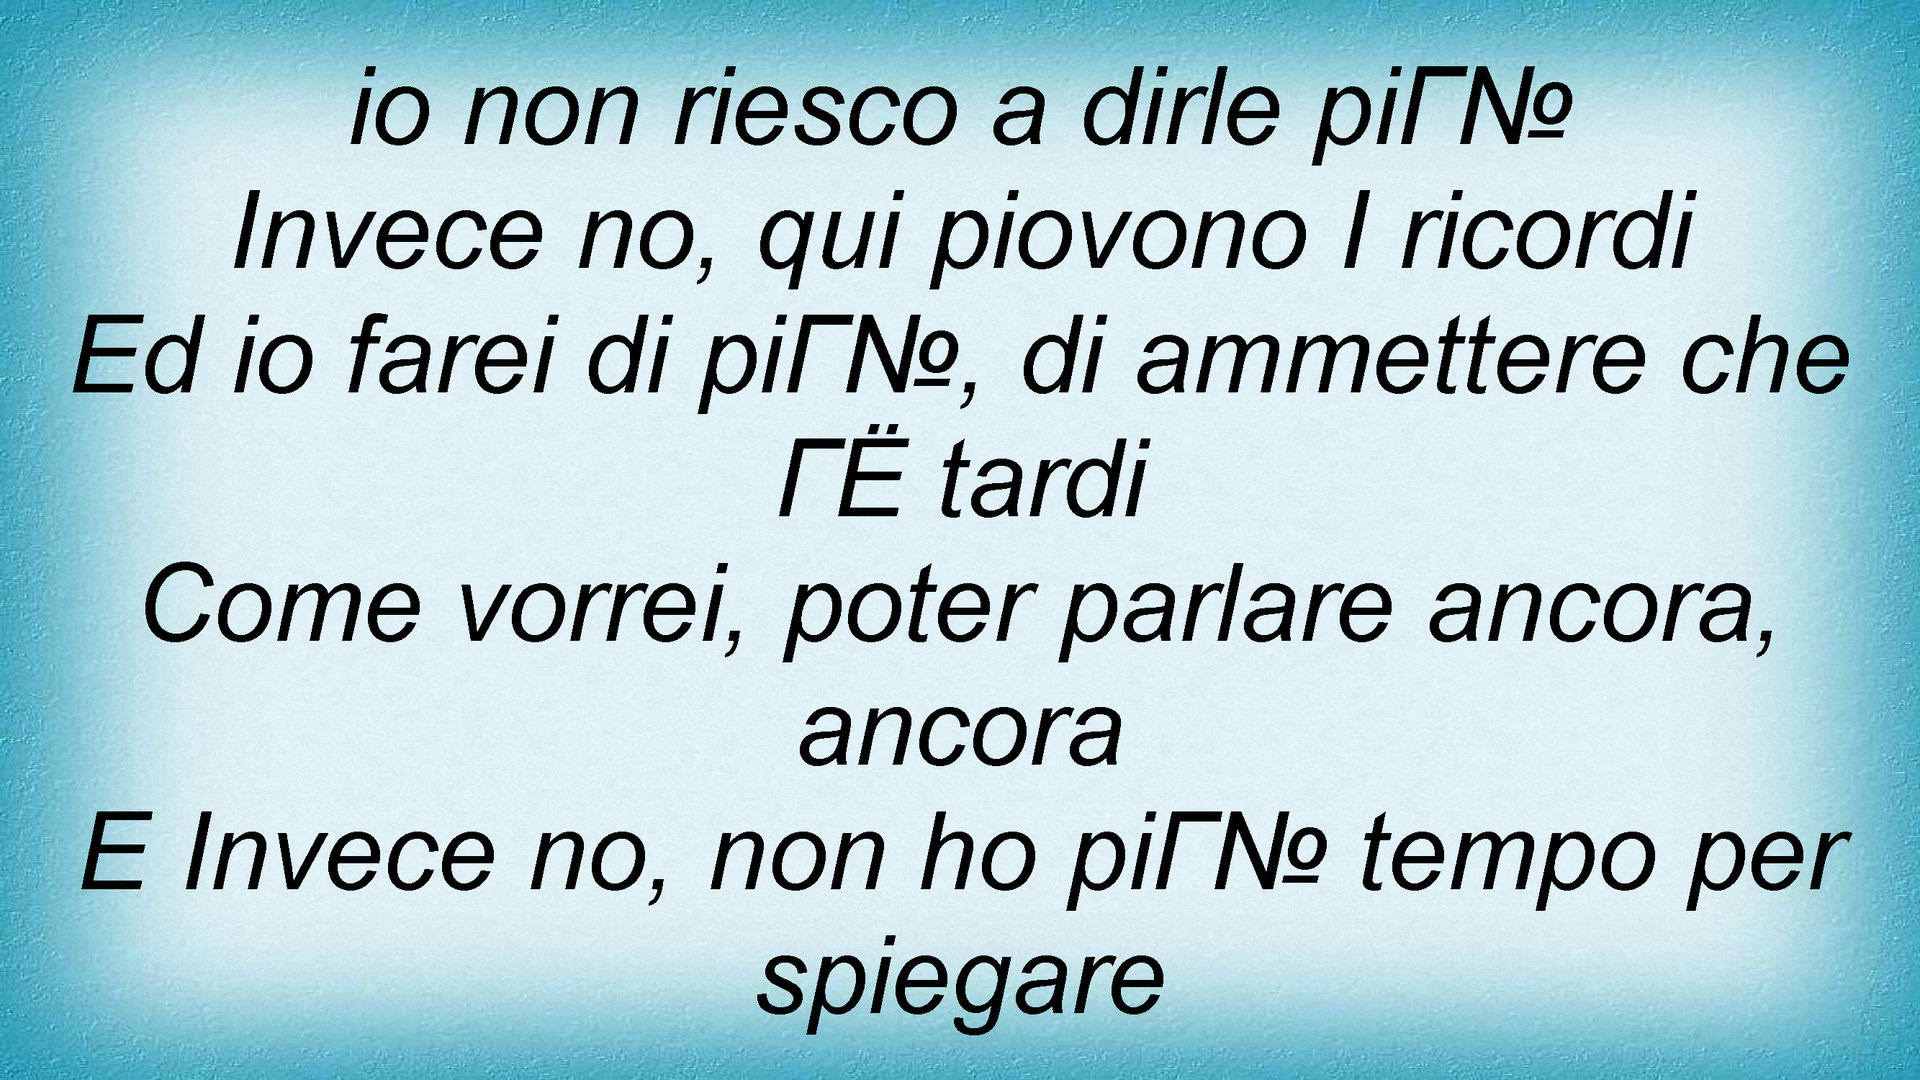 io non riesco a dirle piГ№
Invece no, qui piovono I ricordi
Ed io farei di piГ№, di ammettere che
ГЁ tardi
Come vorrei, poter parlare ancora,
ancora
E Invece no, non ho piГ№ tempo per
spiegare